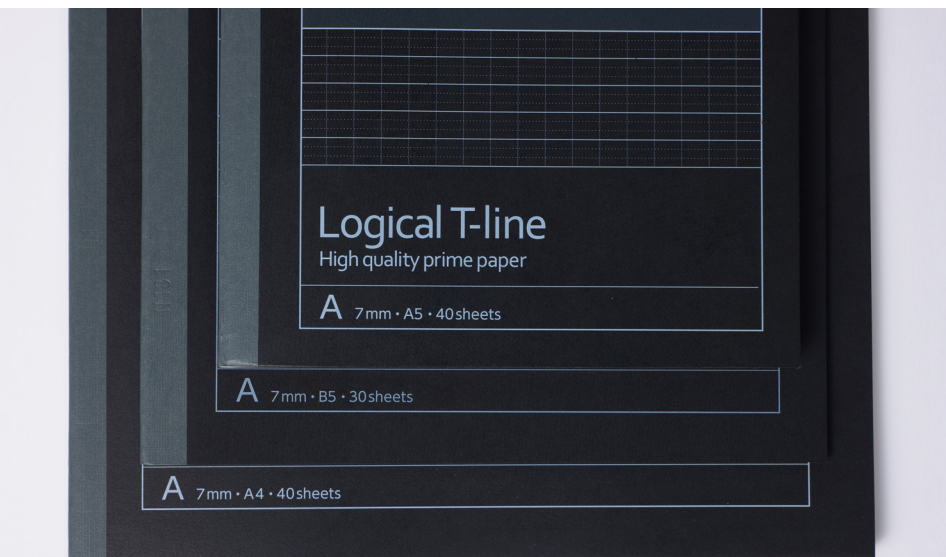 Logical T-line
High quality prime paper
A 7mm・A5・40sheets
A 7mm・B5・30sheets
A 7mm・A4・40sheets